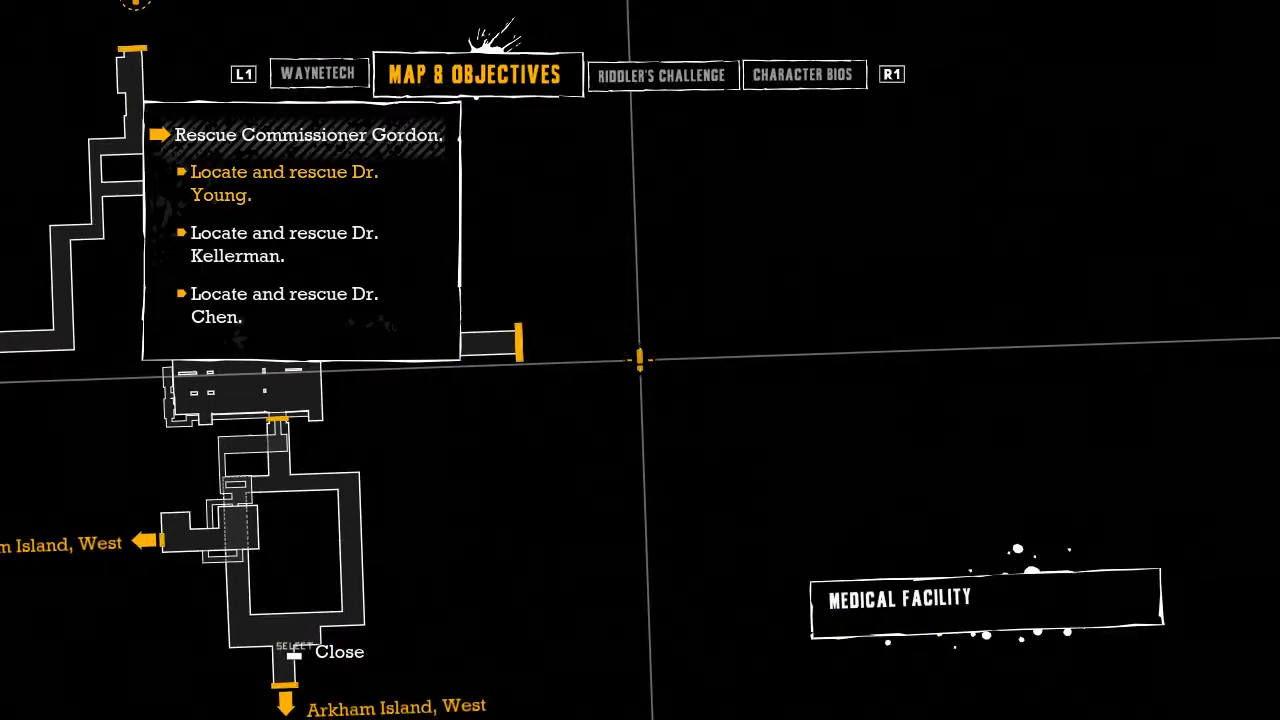 L1 WAYNETECH MAP & OBJECTIVES RIDDLER'S CHALLENGE CHARACTER BIOS R1
Rescue Commissioner Gordon.
Locate and rescue Dr.
Young.
Locate and rescue Dr.
Kellerman.
Locate and rescue Dr.
Chen.
m Island, West
MEDICAL FACILITY
SELECT Close
Arkham Island, West